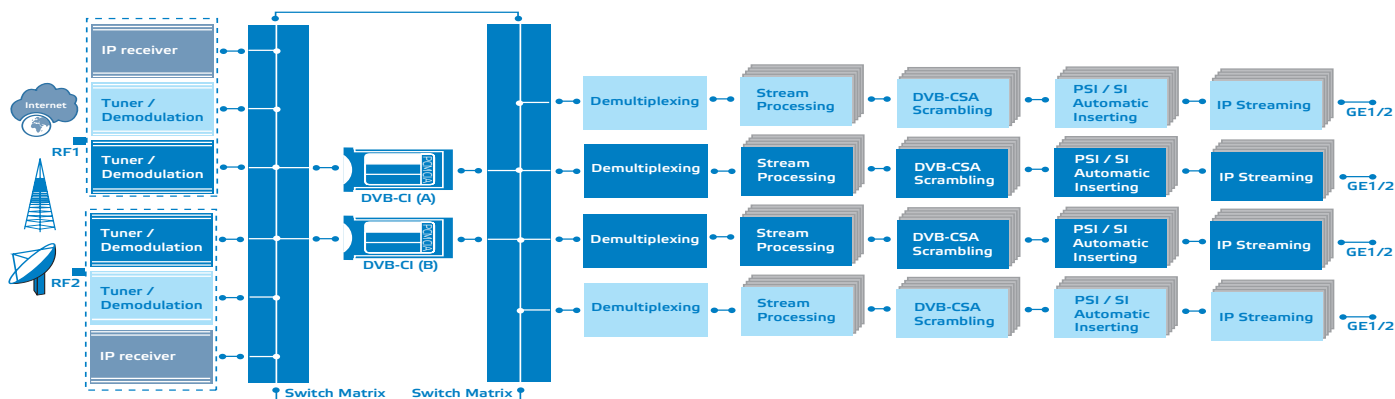 IP receiver
Internet
Tuner /
Demodulation
RF1
Tuner /
Demodulation
Tuner /
Demodulation
RF2
Tuner /
Demodulation
IP receiver
Switch Matrix
Switch Matrix
PCMCIA
DVB-CI (A)
PCMCIA
DVB-CI (B)
Demultiplexing
Stream
Processing
DVB-CSA
Scrambling
PSI / SI
Automatic
Inserting
IP Streaming
GE1/2
Demultiplexing
Stream
Processing
DVB-CSA
Scrambling
PSI / SI
Automatic
Inserting
IP Streaming
GE1/2
Demultiplexing
Stream
Processing
DVB-CSA
Scrambling
PSI / SI
Automatic
Inserting
IP Streaming
GE1/2
Demultiplexing
Stream
Processing
DVB-CSA
Scrambling
PSI / SI
Automatic
Inserting
IP Streaming
GE1/2